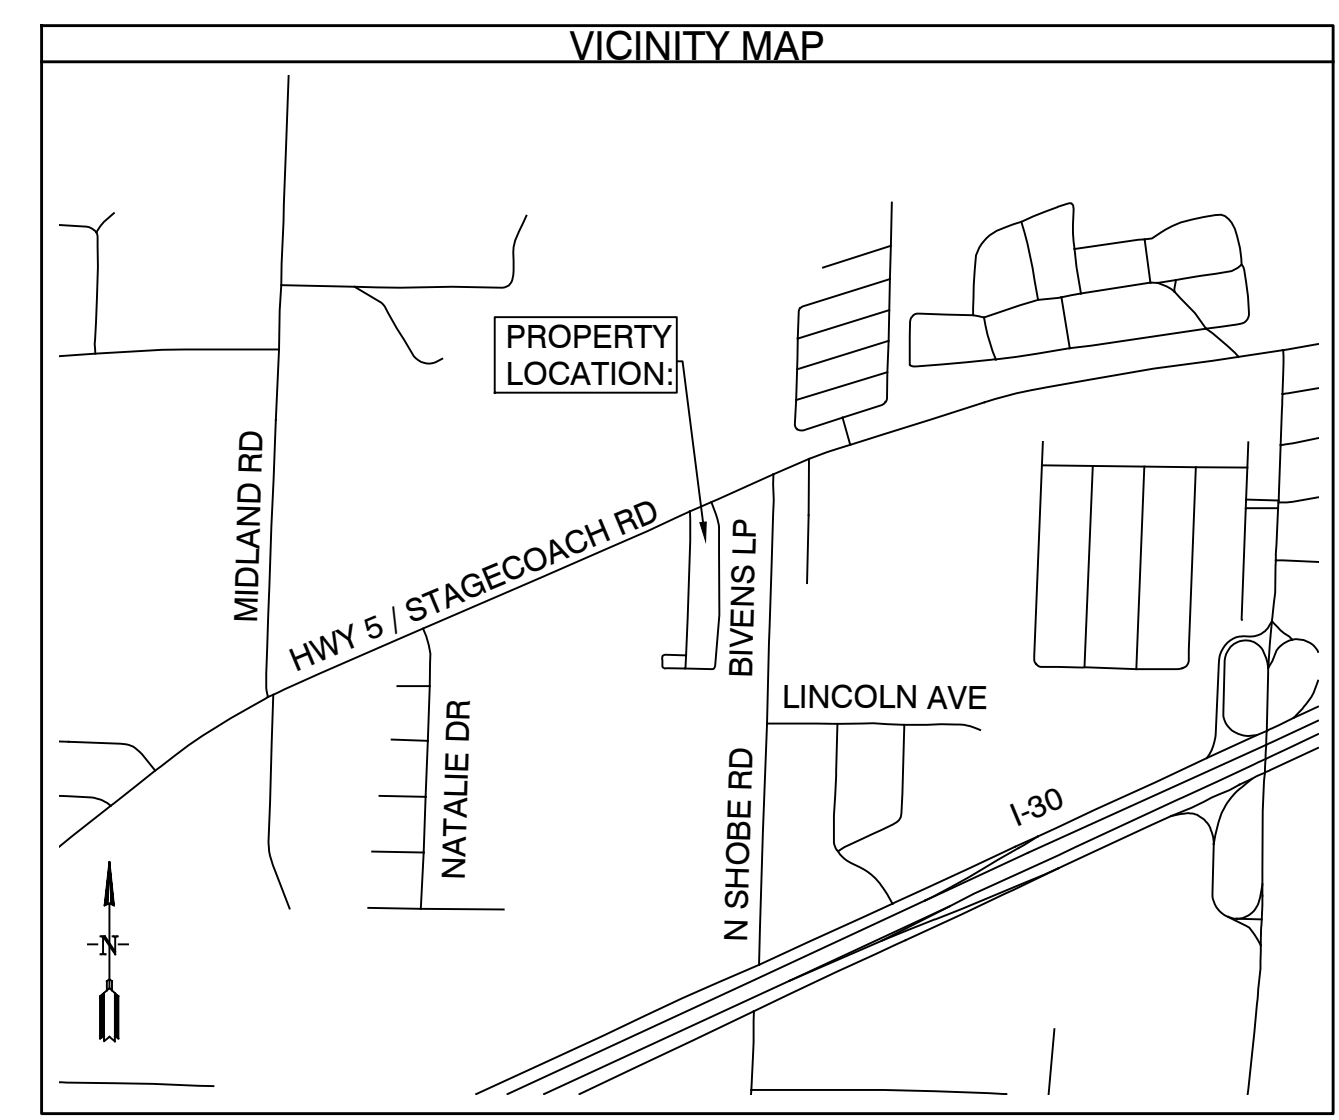 VICINITY MAP
PROPERTY
LOCATION:
MIDLAND RD
HWY 5 / STAGECOACH RD
BIVENS LP
LINCOLN AVE
NATALIE DR
N SHOBE RD
I-30
N